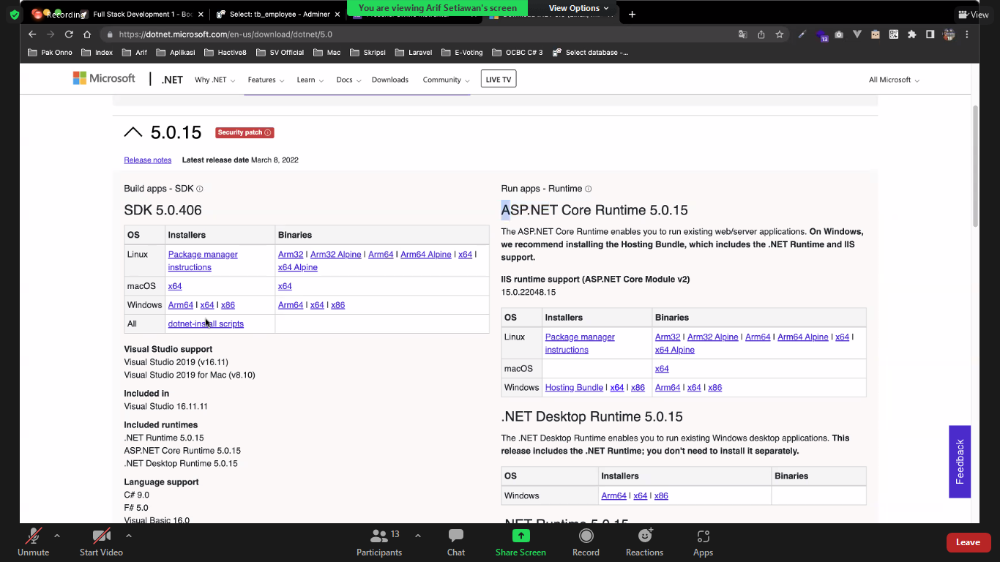 Recording
Full Stack Development 1 - Boo
Select: tb_employee - Adminer
You are viewing Arif Setiawan's screen
View Options
View
https://dotnet.microsoft.com/en-us/download/dotnet/5.0
13
Pak Onno
Index
Arif
Aplikasi
Hactive8
SV Official
Mac
Skripsi
Laravel
E-Voting
OCBC C# 3
Select database -...
Microsoft
.NET
Why .NET
Features
Learn
Docs
Downloads
Community
LIVE TV
All Microsoft
5.0.15
Security patch
Release notes Latest release date March 8, 2022
Build apps - SDK
SDK 5.0.406
OS Installers Binaries
Linux Package manager instructions Arm32 | Arm32 Alpine | Arm64 | Arm64 Alpine | x64 | x64 Alpine
macOS x64 x64
Windows Arm64 | x64 | x86 Arm64 | x64 | x86
All dotnet-install scripts
Visual Studio support
Visual Studio 2019 (v16.11)
Visual Studio 2019 for Mac (v8.10)
Included in
Visual Studio 16.11.11
Included runtimes
.NET Runtime 5.0.15
ASP.NET Core Runtime 5.0.15
.NET Desktop Runtime 5.0.15
Language support
C# 9.0
F# 5.0
Visual Basic 16.0
Run apps - Runtime
ASP.NET Core Runtime 5.0.15
The ASP.NET Core Runtime enables you to run existing web/server applications. On Windows,
we recommend installing the Hosting Bundle, which includes the .NET Runtime and IIS
support.
IIS runtime support (ASP.NET Core Module v2)
15.0.22048.15
OS Installers Binaries
Linux Package manager instructions Arm32 | Arm32 Alpine | Arm64 | Arm64 Alpine | x64 | x64 Alpine
macOS x64
Windows Hosting Bundle | x64 | x86 Arm64 | x64 | x86
.NET Desktop Runtime 5.0.15
The .NET Desktop Runtime enables you to run existing Windows desktop applications. This
release includes the .NET Runtime; you don't need to install it separately.
OS Installers Binaries
Windows Arm64 | x64 | x86
.NET Runtime 5.0.15
Feedback
Unmute
Start Video
Participants
13
Chat
Share Screen
Record
Reactions
Apps
Leave